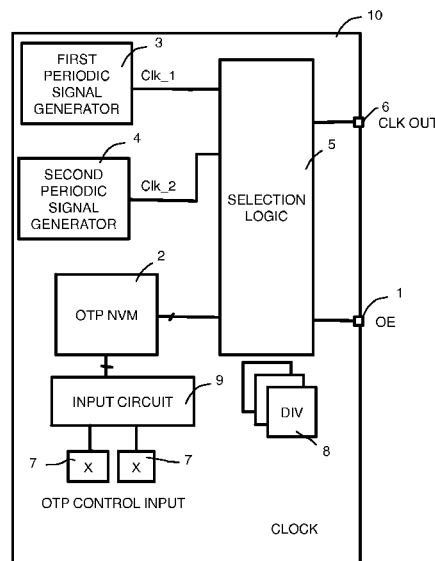 10
3
FIRST
PERIODIC
SIGNAL
GENERATOR
Clk_1
6
CLK OUT
4
SECOND
PERIODIC
SIGNAL
GENERATOR
Clk_2
5
SELECTION
LOGIC
2
OTP NVM
1
OE
9
INPUT CIRCUIT
DIV
8
7
X
X
7
OTP CONTROL INPUT
CLOCK